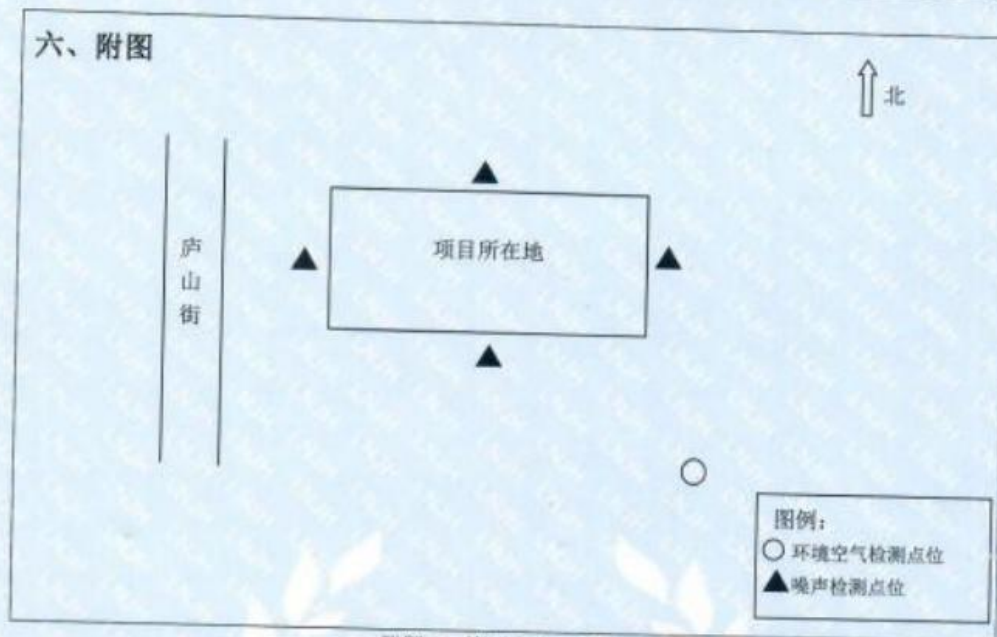 六、附图
北
庐山街
项目所在地
图例：
环境空气检测点位
噪声检测点位